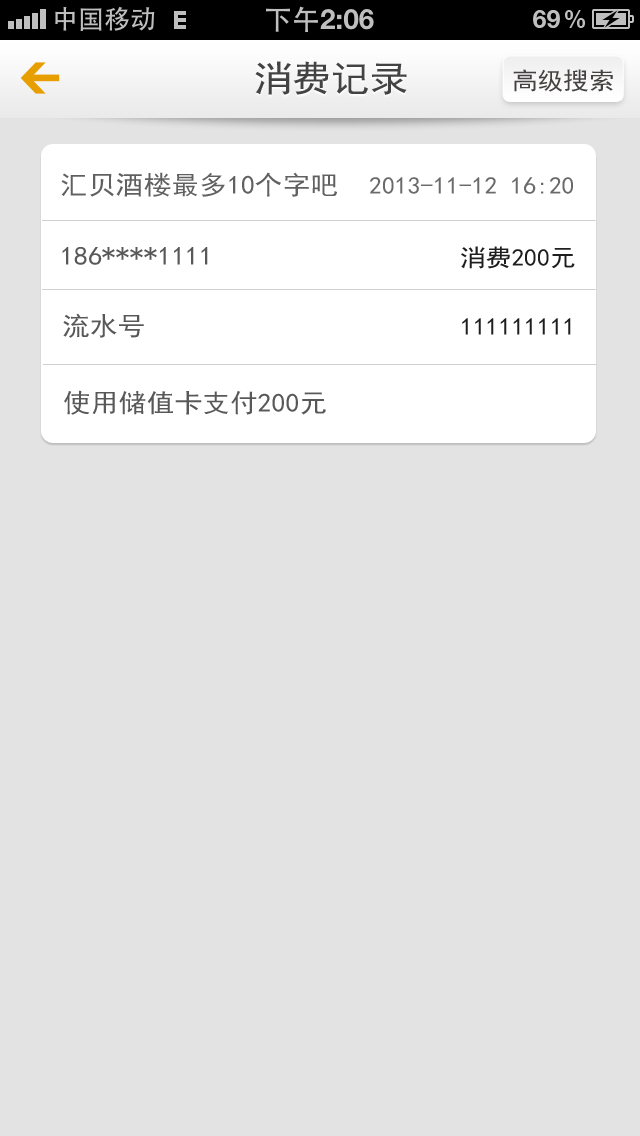 中国移动 E 下午2:06 69%
消费记录 高级搜索
汇贝酒楼最多10个字吧 2013-11-12 16:20
186****1111 消费200元
流水号 111111111
使用储值卡支付200元